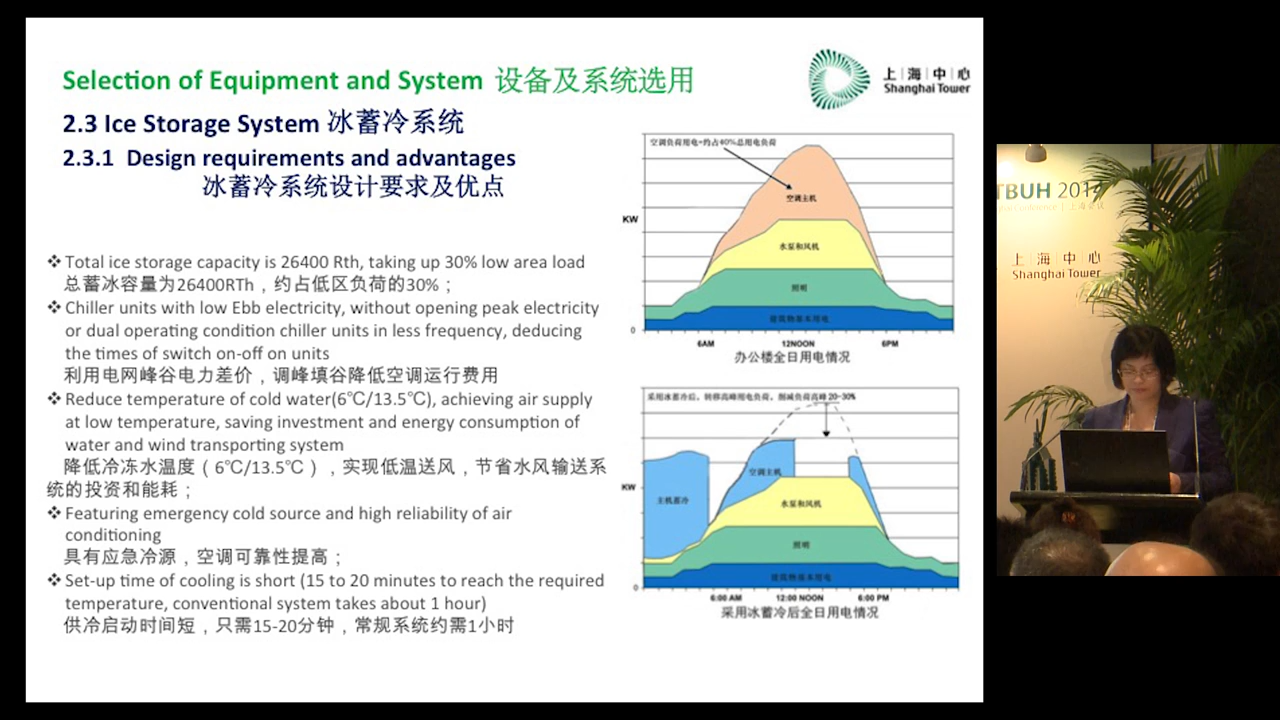 Selection of Equipment and System 设备及系统选用
上海中心
Shanghai Tower
2.3 Ice Storage System 冰蓄冷系统
2.3.1 Design requirements and advantages
冰蓄冷系统设计要求及优点
❖Total ice storage capacity is 26400 Rth, taking up 30% low area load
总蓄冰容量为26400RTh，约占低区负荷的30%；
❖Chiller units with low Ebb electricity, without opening peak electricity
or dual operating condition chiller units in less frequency, deducing
the times of switch on-off on units
利用电网峰谷电力差价，调峰填谷降低空调运行费用
❖Reduce temperature of cold water(6℃/13.5℃), achieving air supply
at low temperature, saving investment and energy consumption of
water and wind transporting system
降低冷冻水温度（6℃/13.5℃），实现低温送风，节省水风输送系
统的投资和能耗；
❖Featuring emergency cold source and high reliability of air
conditioning
具有应急冷源，空调可靠性提高；
❖Set-up time of cooling is short (15 to 20 minutes to reach the required
temperature, conventional system takes about 1 hour)
供冷启动时间短，只需15-20分钟，常规系统约需1小时
空调负荷用电=约占40%总用电负荷
空调主机
KW
水泵和风机
照明
建筑物基本用电
0
6AM 12NOON 6PM
办公楼全日用电情况
采用冰蓄冷后，转移高峰用电负荷，削减负荷高峰 20-30%
空调主机
KW
主机蓄冷
水泵和风机
照明
建筑物基本用电
0
6:00 AM 12:00 NOON 6:00 PM
采用冰蓄冷后全日用电情况
TBUH 2014
上海中心
Shanghai Tower